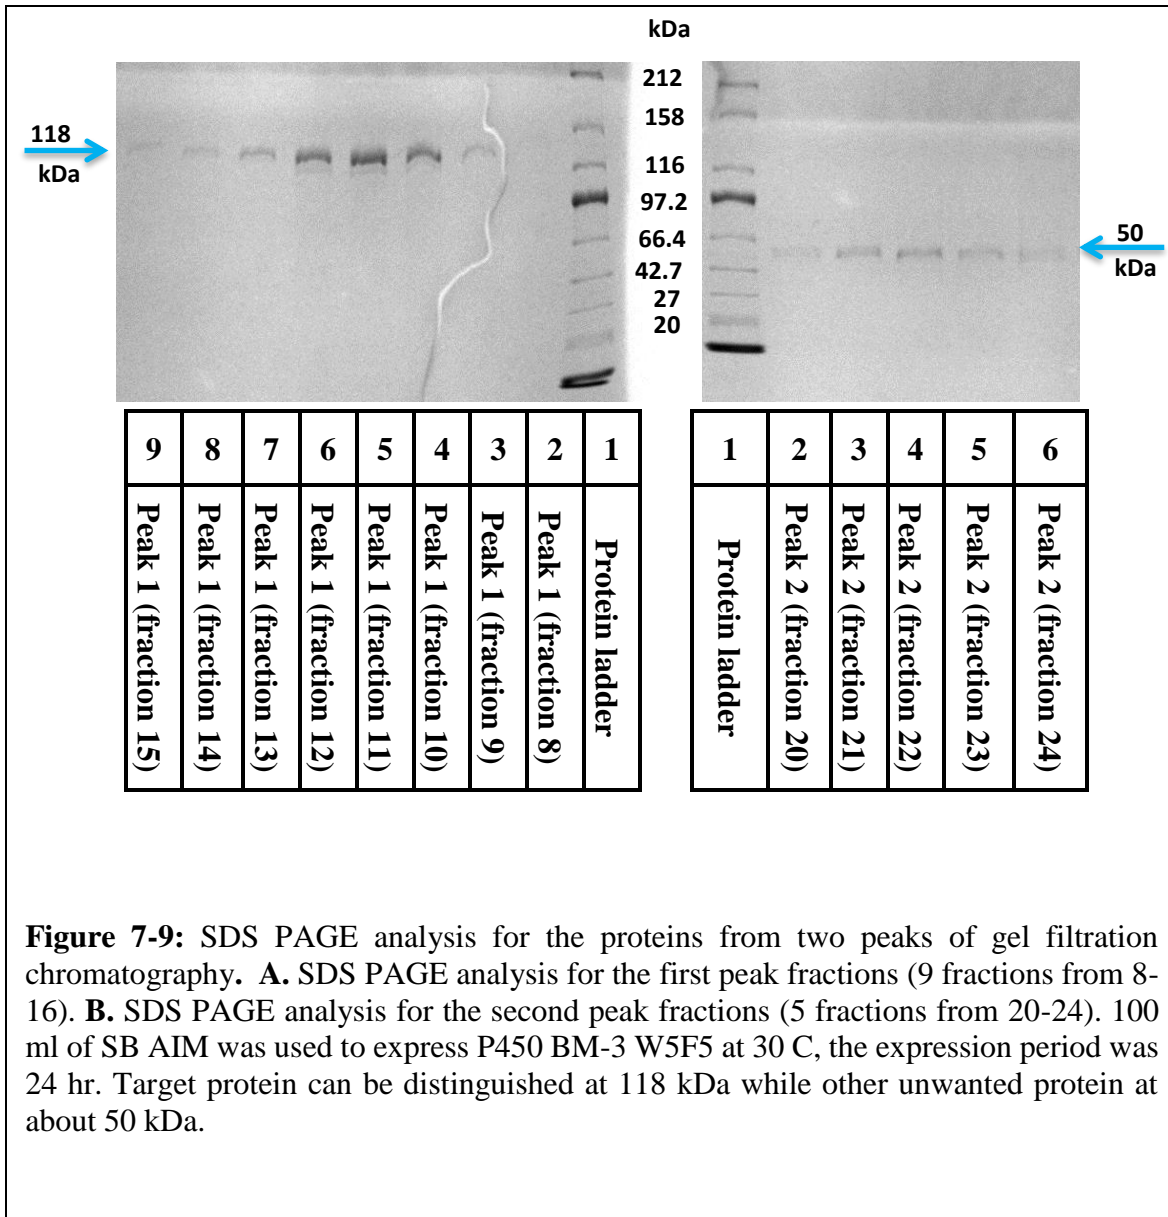 kDa
212
158
116
97.2
66.4
42.7
27
20
118
kDa
50
kDa
9 8 7 6 5 4 3 2 1
Peak 1 (fraction 15)
Peak 1 (fraction 14)
Peak 1 (fraction 13)
Peak 1 (fraction 12)
Peak 1 (fraction 11)
Peak 1 (fraction 10)
Peak 1 (fraction 9)
Peak 1 (fraction 8)
Protein ladder
1 2 3 4 5 6
Protein ladder
Peak 2 (fraction 20)
Peak 2 (fraction 21)
Peak 2 (fraction 22)
Peak 2 (fraction 23)
Peak 2 (fraction 24)
Figure 7-9: SDS PAGE analysis for the proteins from two peaks of gel filtration
chromatography. A. SDS PAGE analysis for the first peak fractions (9 fractions from 8-
16). B. SDS PAGE analysis for the second peak fractions (5 fractions from 20-24). 100
ml of SB AIM was used to express P450 BM-3 W5F5 at 30 C, the expression period was
24 hr. Target protein can be distinguished at 118 kDa while other unwanted protein at
about 50 kDa.